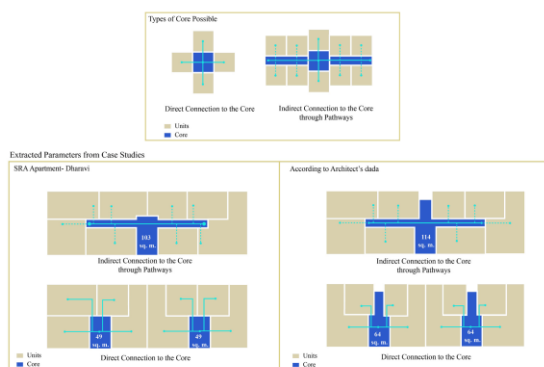 Types of Core Possible
Direct Connection to the Core
Indirect Connection to the Core
through Pathways
Units
Core
Extracted Parameters from Case Studies
SRA Apartment- Dharavi
103
sq. m.
Indirect Connection to the Core
through Pathways
49
sq. m.
49
sq. m.
Units
Core
Direct Connection to the Core
According to Architect's dada
114
sq. m.
Indirect Connection to the Core
through Pathways
64
sq. m.
64
sq. m.
Units
Core
Direct Connection to the Core